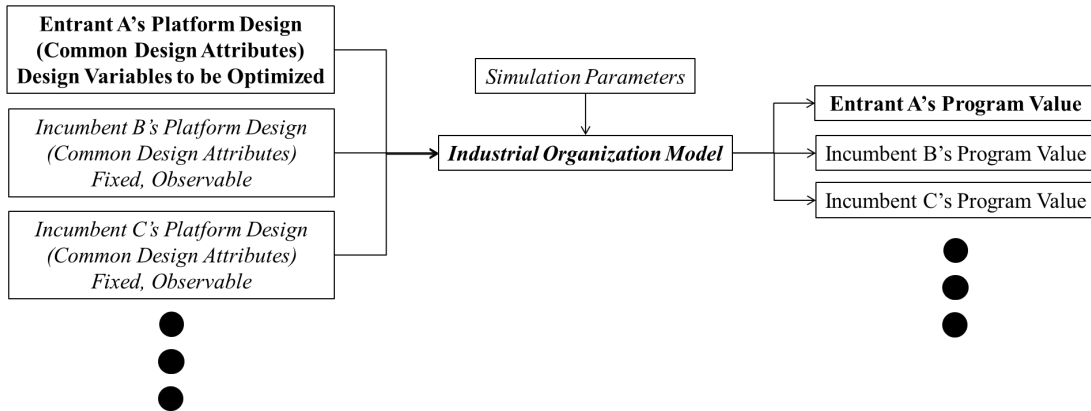 Entrant A's Platform Design
(Common Design Attributes)
Design Variables to be Optimized
Incumbent B's Platform Design
(Common Design Attributes)
Fixed, Observable
Incumbent C's Platform Design
(Common Design Attributes)
Fixed, Observable
Simulation Parameters
Industrial Organization Model
Entrant A's Program Value
Incumbent B's Program Value
Incumbent C's Program Value